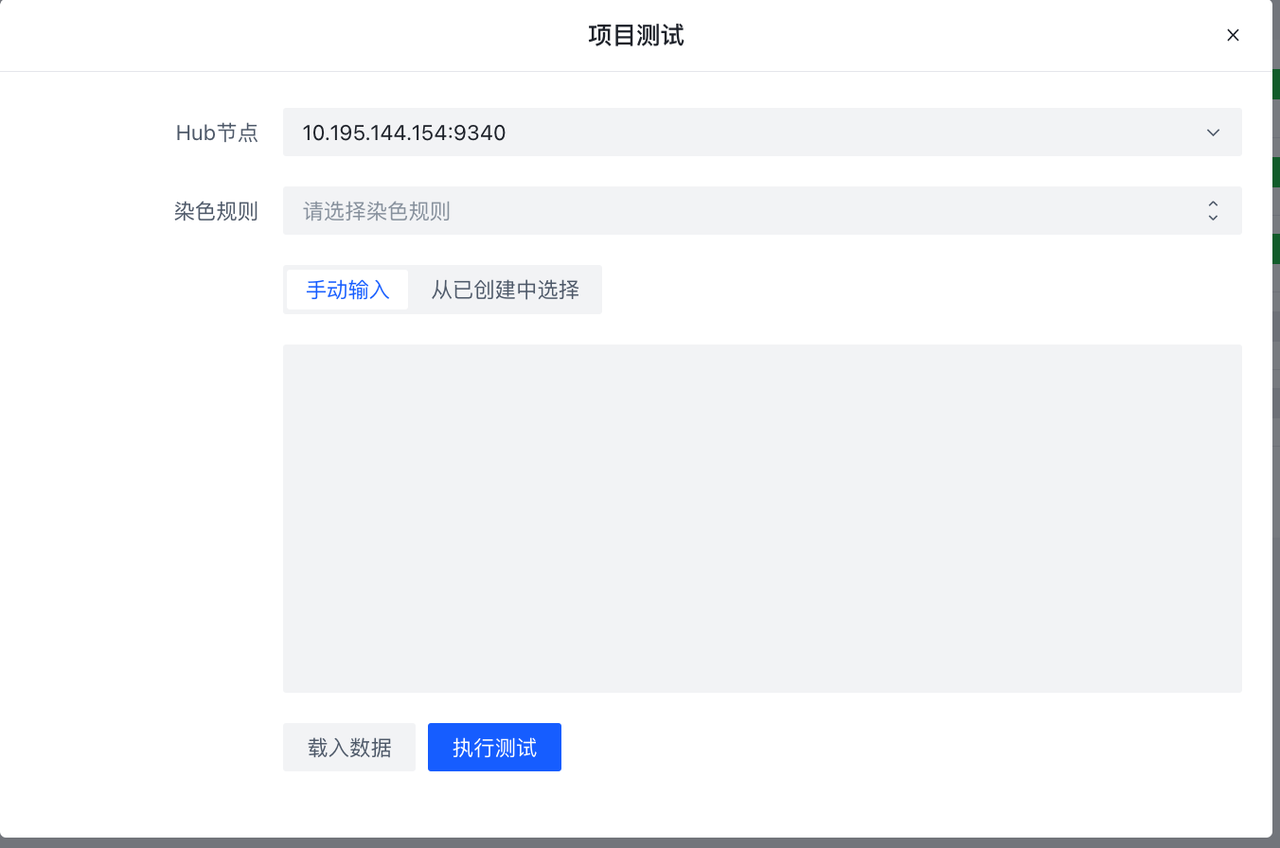 项目测试
Hub节点 10.195.144.154:9340
染色规则 请选择染色规则
手动输入 从已创建中选择
载入数据 执行测试